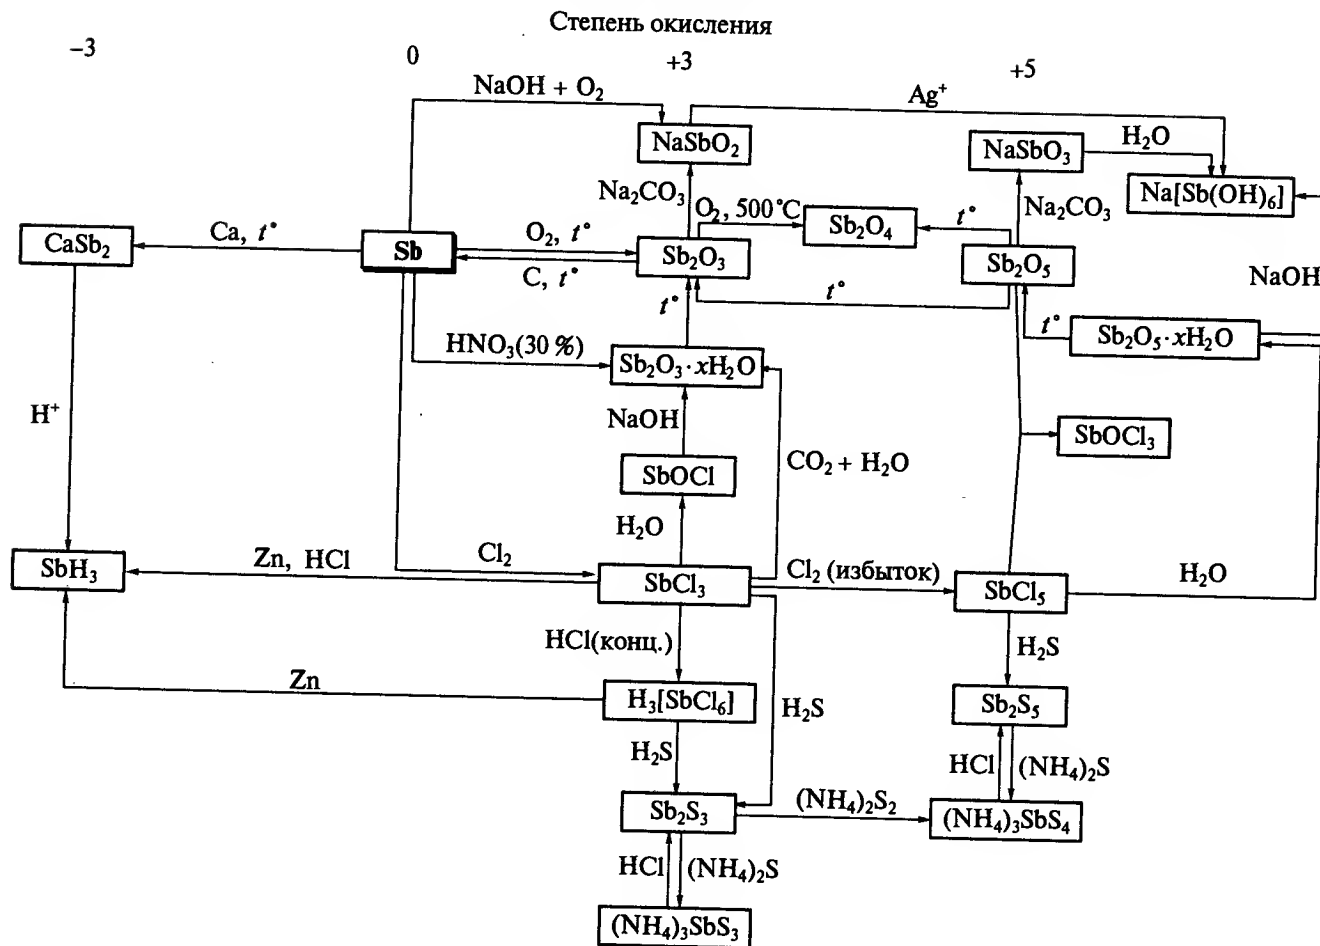 Степень окисления
−3
0
+3
+5
NaOH + O₂
Ag⁺
NaSbO₂
NaSbO₃
H₂O
Na[Sb(OH)₆]
Na₂CO₃
O₂, 500 °C
Sb₂O₄
t°
Na₂CO₃
CaSb₂
Ca, t°
Sb
O₂, t°
C, t°
Sb₂O₃
Sb₂O₅
NaOH
t°
t°
t°
Sb₂O₅·xH₂O
HNO₃(30 %)
Sb₂O₃·xH₂O
H⁺
NaOH
SbOCl₃
SbOCl
CO₂ + H₂O
H₂O
SbH₃
Zn, HCl
Cl₂
SbCl₃
Cl₂ (избыток)
SbCl₅
H₂O
HCl(конц.)
H₂S
Zn
H₃[SbCl₆]
H₂S
Sb₂S₅
H₂S
HCl
(NH₄)₂S
Sb₂S₃
(NH₄)₂S₂
(NH₄)₃SbS₄
HCl
(NH₄)₂S
(NH₄)₃SbS₃